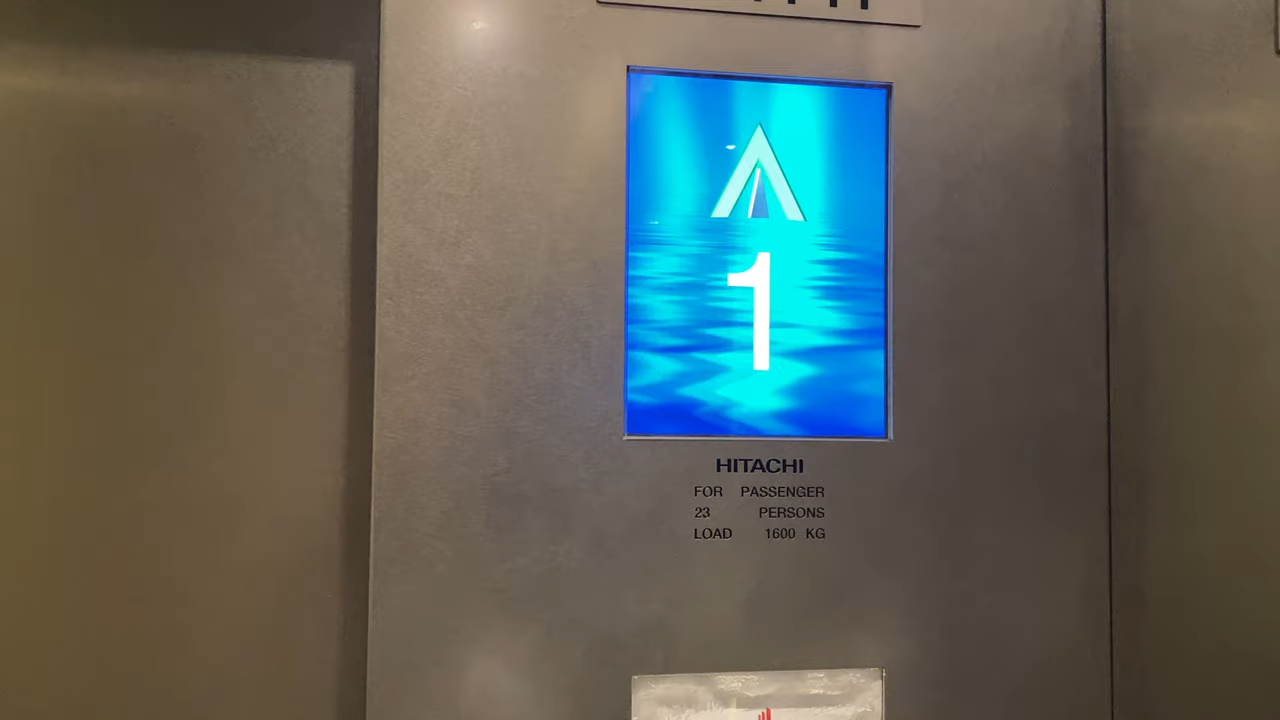 1
HITACHI
FOR PASSENGER
23 PERSONS
LOAD 1600 KG